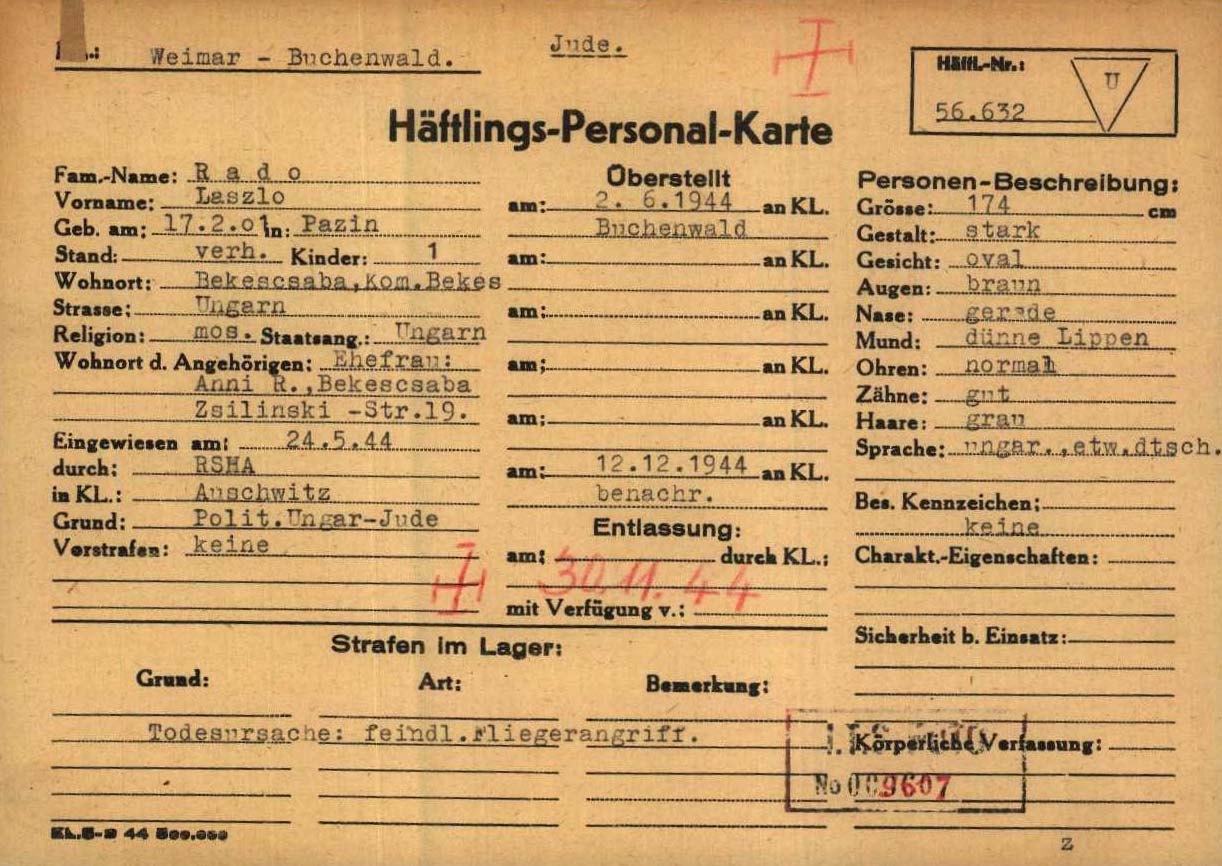 Weimar - Buchenwald.
Jude.
Häftl.-Nr.:
U
56.632
Häftlings-Personal-Karte
Fam.-Name: R a d o
Vorname: Laszlo
Geb. am: 17.2.01 in: Pazin
Stand: verh. Kinder: 1
Wohnort: Bekescsaba,Kom.Bekes
Strasse: Ungarn
Religion: mos. Staatsang.: Ungarn
Wohnort d. Angehörigen: Ehefrau:
Anni R.,Bekescsaba
Zsilinski -Str.19.
Eingewiesen am: 24.5.44
durch: RSHA
in KL.: Auschwitz
Grund: Polit.Ungar-Jude
Vorstrafen: keine
Überstellt
am: 2. 6.1944 an KL.
Buchenwald
am: an KL.
am: an KL.
am: an KL.
am: an KL.
am: 12.12.1944 an KL.
benachr.
Entlassung:
am: durch KL.:
30.11.44
mit Verfügung v.:
Personen-Beschreibung:
Grösse: 174 cm
Gestalt: stark
Gesicht: oval
Augen: braun
Nase: gerade
Mund: dünne Lippen
Ohren: normal
Zähne: gut
Haare: grau
Sprache: ungar.,etw.dtsch.
Bes. Kennzeichen:
keine
Charakt.-Eigenschaften:
Sicherheit b. Einsatz:
Körperliche Verfassung:
Strafen im Lager:
Grund: Art: Bemerkung:
Todesursache: feindl.Fliegerangriff.
No 009607
44 500.000
Z